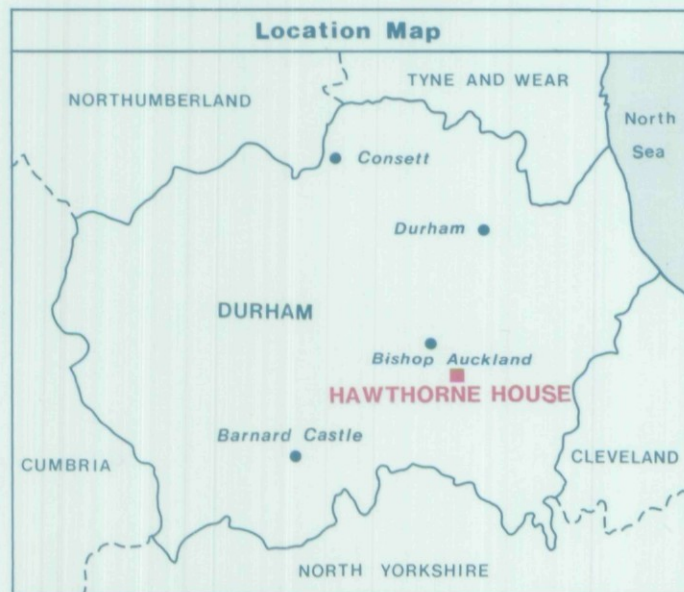 Location Map
TYNE AND WEAR
NORTHUMBERLAND
North
Sea
Consett
Durham
DURHAM
Bishop Auckland
HAWTHORNE HOUSE
Barnard Castle
CUMBRIA
CLEVELAND
NORTH YORKSHIRE